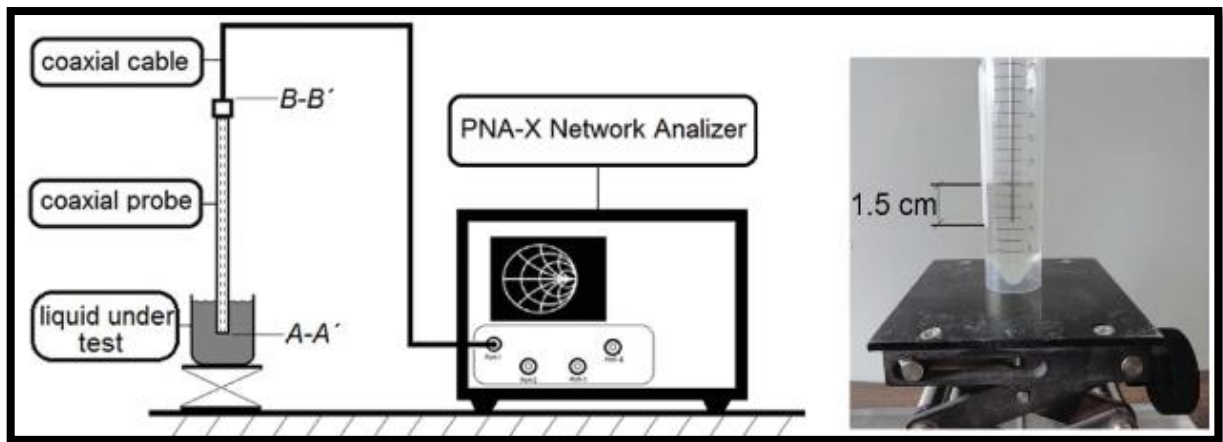 coaxial cable
B-B´
coaxial probe
liquid under
test
A-A´
PNA-X Network Analizer
1.5 cm